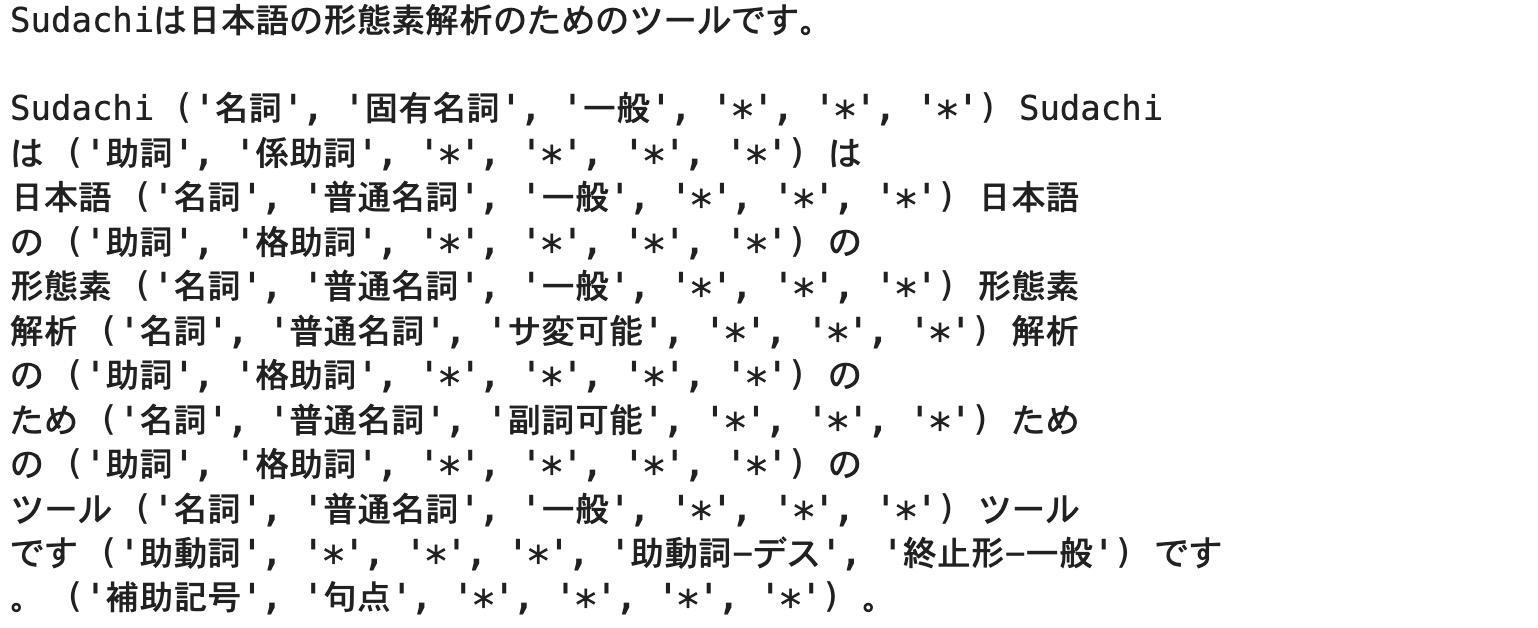 Sudachiは日本語の形態素解析のためのツールです。
Sudachi ('名詞', '固有名詞', '一般', '*', '*', '*') Sudachi
は ('助詞', '係助詞', '*', '*', '*', '*') は
日本語 ('名詞', '普通名詞', '一般', '*', '*', '*') 日本語
の ('助詞', '格助詞', '*', '*', '*', '*') の
形態素 ('名詞', '普通名詞', '一般', '*', '*', '*') 形態素
解析 ('名詞', '普通名詞', 'サ変可能', '*', '*', '*') 解析
の ('助詞', '格助詞', '*', '*', '*', '*') の
ため ('名詞', '普通名詞', '副詞可能', '*', '*', '*') ため
の ('助詞', '格助詞', '*', '*', '*', '*') の
ツール ('名詞', '普通名詞', '一般', '*', '*', '*') ツール
です ('助動詞', '*', '*', '*', '助動詞-デス', '終止形-一般') です
。 ('補助記号', '句点', '*', '*', '*', '*') 。